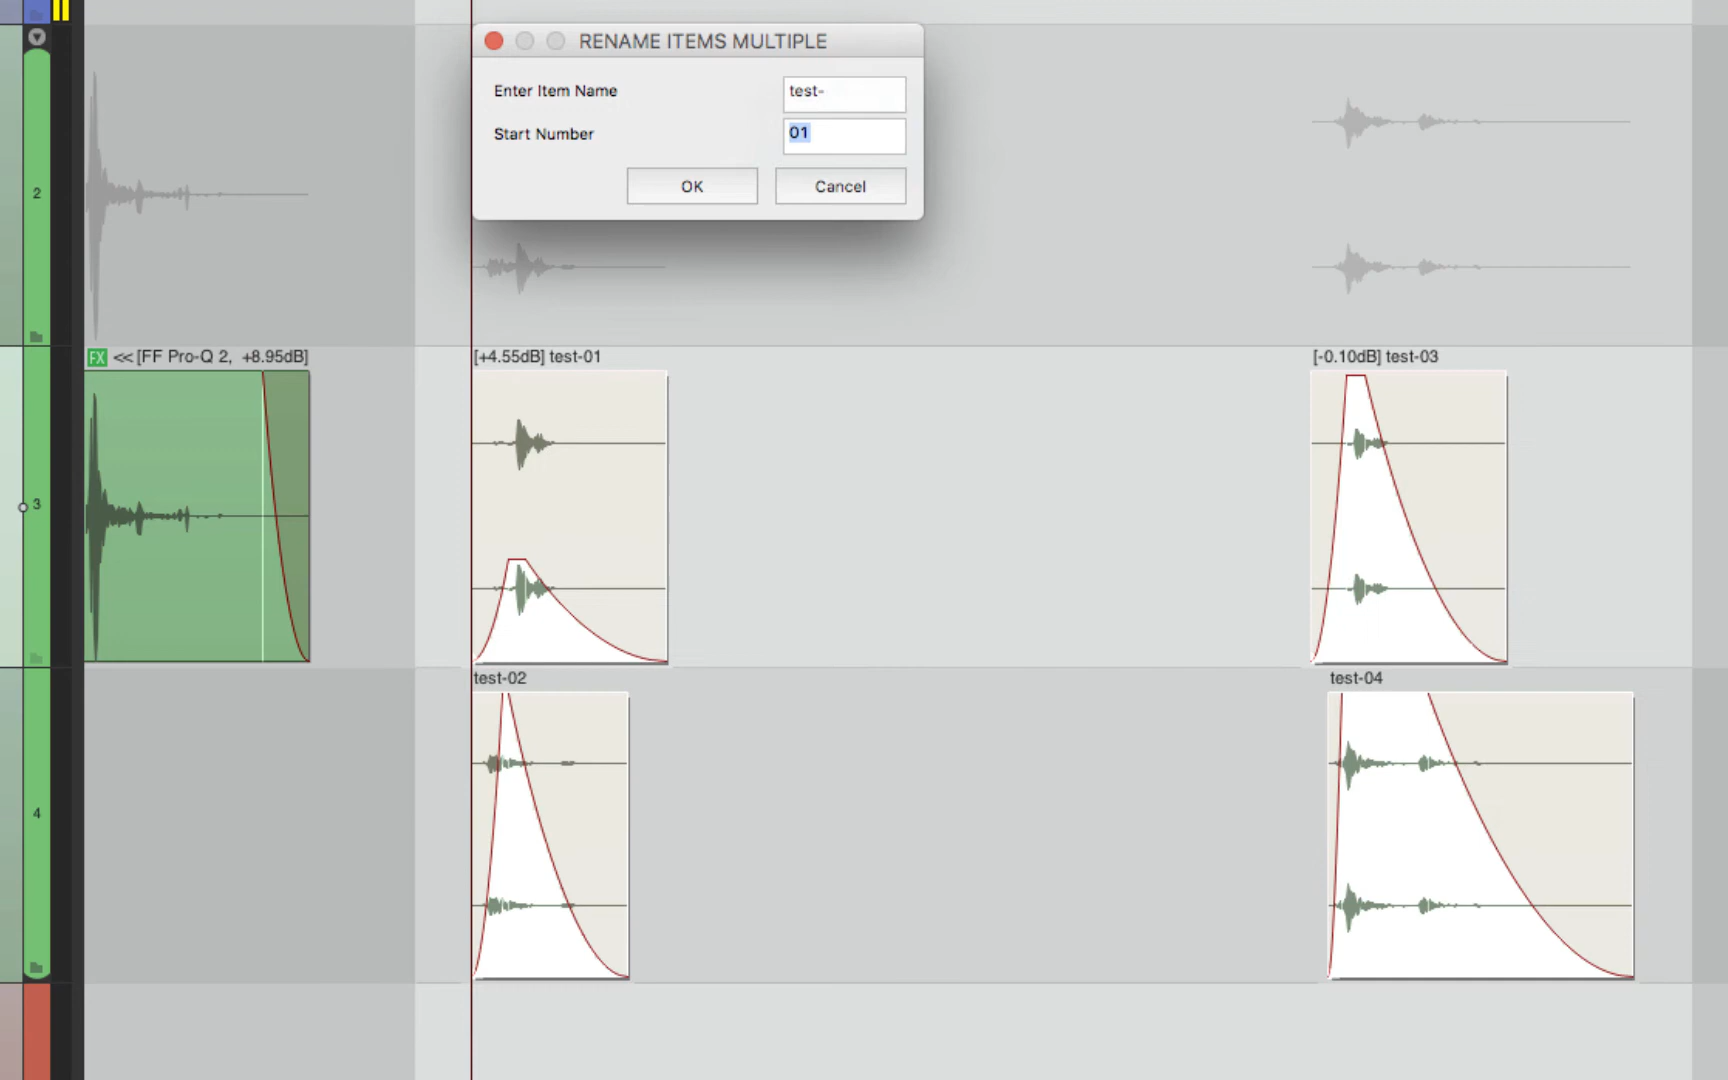 RENAME ITEMS MULTIPLE
Enter Item Name
test-
Start Number
01
OK
Cancel
2
FX <<[FF Pro-Q 2, +8.95dB]
[+4.55dB] test-01
[-0.10dB] test-03
3
test-02
test-04
4